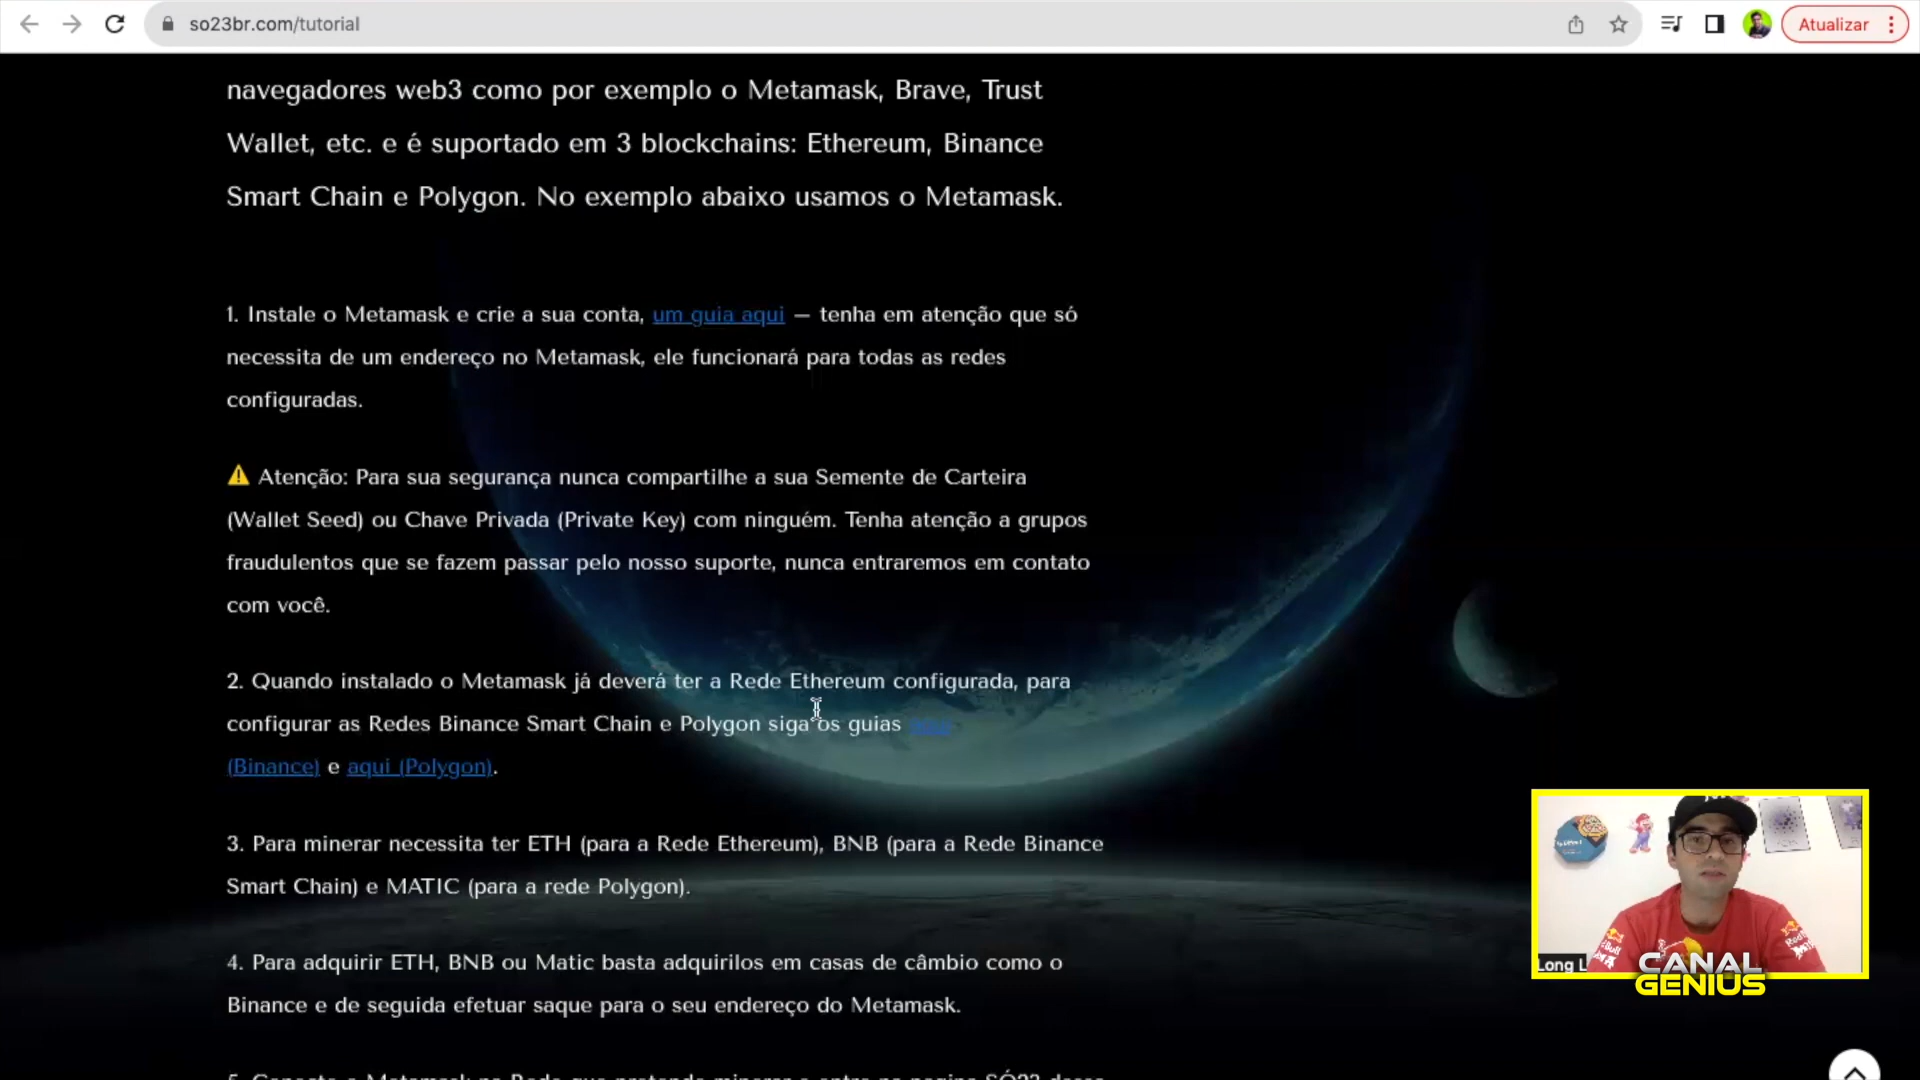 so23br.com/tutorial
Atualizar
navegadores web3 como por exemplo o Metamask, Brave, Trust
Wallet, etc. e é suportado em 3 blockchains: Ethereum, Binance
Smart Chain e Polygon. No exemplo abaixo usamos o Metamask.
1. Instale o Metamask e crie a sua conta, um guia aqui – tenha em atenção que só
necessita de um endereço no Metamask, ele funcionará para todas as redes
configuradas.
Atenção: Para sua segurança nunca compartilhe a sua Semente de Carteira
(Wallet Seed) ou Chave Privada (Private Key) com ninguém. Tenha atenção a grupos
fraudulentos que se fazem passar pelo nosso suporte, nunca entraremos em contato
com você.
2. Quando instalado o Metamask já deverá ter a Rede Ethereum configurada, para
configurar as Redes Binance Smart Chain e Polygon siga os guias
(Binance) e aqui (Polygon).
3. Para minerar necessita ter ETH (para a Rede Ethereum), BNB (para a Rede Binance
Smart Chain) e MATIC (para a rede Polygon).
4. Para adquirir ETH, BNB ou Matic basta adquirilos em casas de câmbio como o
Binance e de seguida efetuar saque para o seu endereço do Metamask.
Long L
CANAL
GENIUS